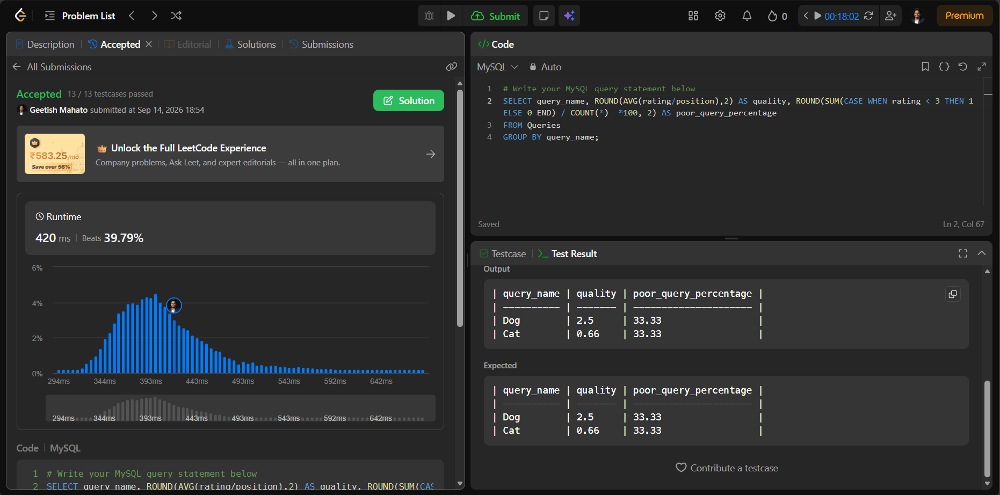 Problem List
Submit
0
00:18:02
Premium
Description
Accepted
Editorial
Solutions
Submissions
All Submissions
Accepted 13 / 13 testcases passed
Geetish Mahato submitted at Sep 14, 2026 18:54
Solution
₹583.25/mo
Save over 56%
Unlock the Full LeetCode Experience
Company problems, Ask Leet, and expert editorials — all in one plan.
Runtime
420 ms | Beats 39.79%
6%
4%
2%
0%
294ms 344ms 393ms 443ms 493ms 543ms 592ms 642ms
294ms 344ms 393ms 443ms 493ms 543ms 592ms 642ms
Code | MySQL
1 # Write your MySQL query statement below
2 SELECT query_name, ROUND(AVG(rating/position),2) AS quality, ROUND(SUM(CAS
Code
MySQL Auto
1 # Write your MySQL query statement below
2 SELECT query_name, ROUND(AVG(rating/position),2) AS quality, ROUND(SUM(CASE WHEN rating < 3 THEN 1
ELSE 0 END) / COUNT(*)  *100, 2) AS poor_query_percentage
3 FROM Queries
4 GROUP BY query_name;
Saved
Ln 2, Col 67
Testcase
Test Result
Output
| query_name | quality | poor_query_percentage |
| ---------- | ------- | --------------------- |
| Dog | 2.5 | 33.33 |
| Cat | 0.66 | 33.33 |
Expected
| query_name | quality | poor_query_percentage |
| ---------- | ------- | --------------------- |
| Dog | 2.5 | 33.33 |
| Cat | 0.66 | 33.33 |
Contribute a testcase